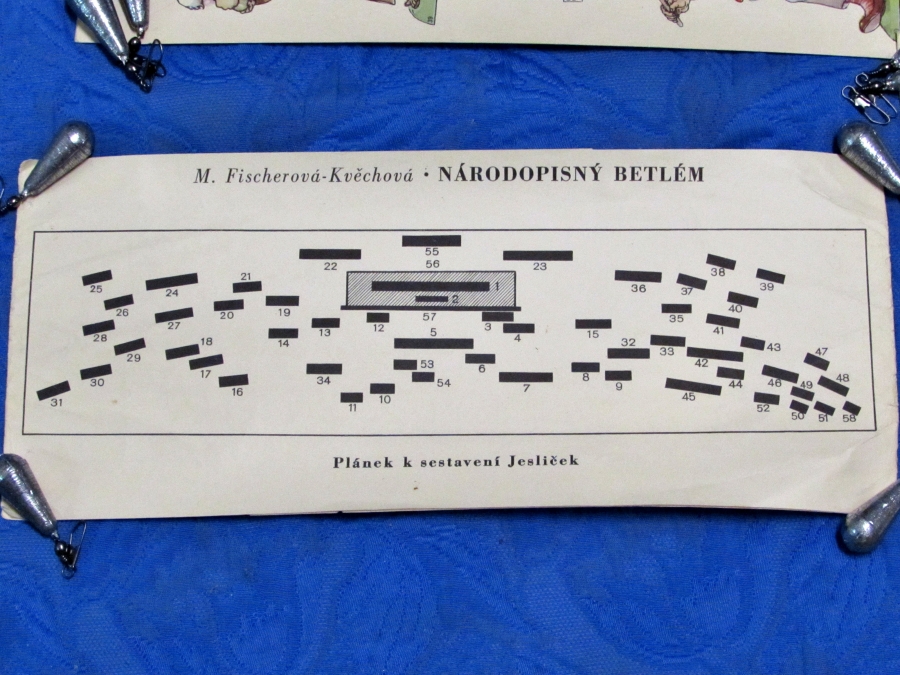 M. Fischerová-Kvěchová · NÁRODOPISNÝ BETLÉM
55
22 56 23
25 24 21 1 36 37 38 39
26 20 19 2 40
28 27 13 12 57 3 15 35 41
29 18 14 5 4 32 33 42 43 47
30 17 34 53 6 8 44 46 48
31 16 54 7 9 45 49
11 10 52 50 51 58
Plánek k sestavení Jesliček